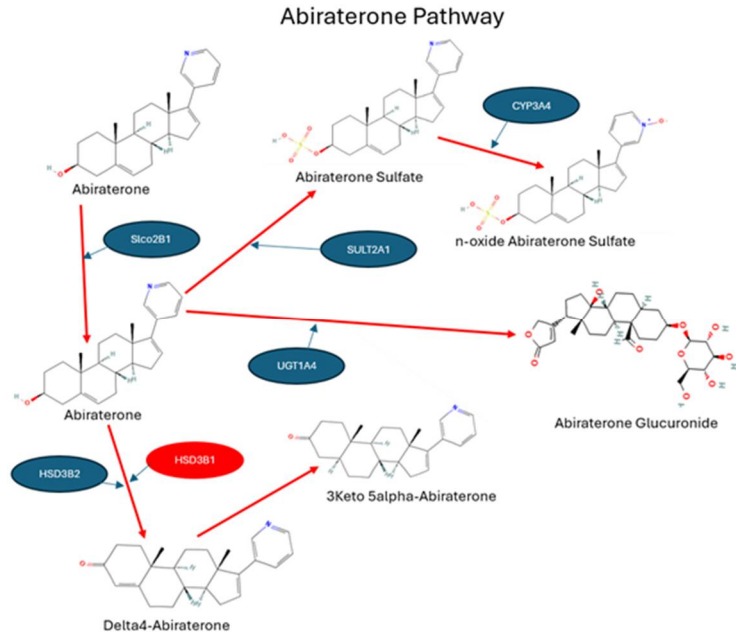 Abiraterone Pathway
Abiraterone
Abiraterone Sulfate
CYP3A4
n-oxide Abiraterone Sulfate
Slco2B1
SULT2A1
UGT1A4
Abiraterone
Abiraterone Glucuronide
HSD3B2
HSD3B1
3Keto 5alpha-Abiraterone
Delta4-Abiraterone